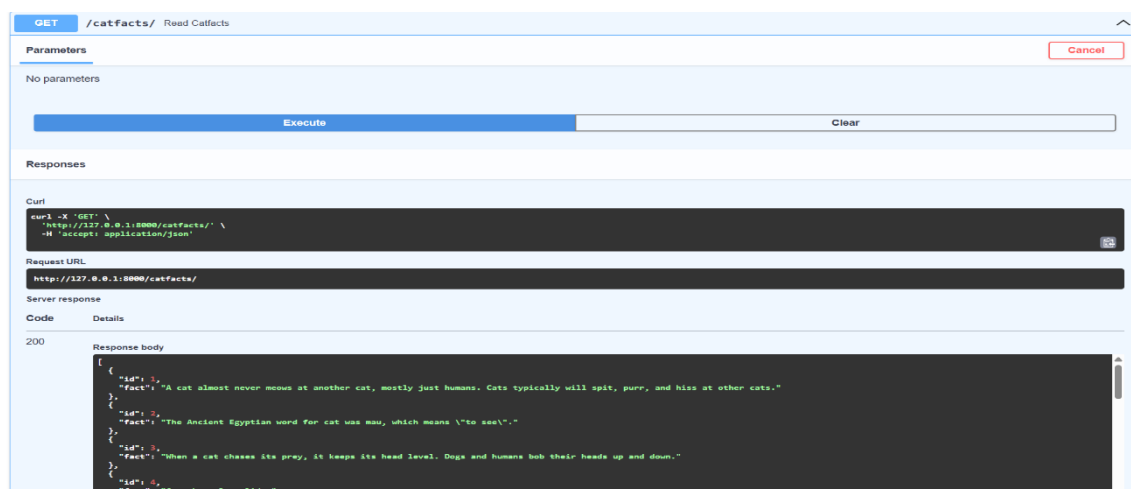 GET /catfacts/ Read Catfacts
Parameters
Cancel
No parameters
Execute
Clear
Responses
Curl
curl -X 'GET' \
'http://127.0.0.1:8000/catfacts/' \
-H 'accept: application/json'
Request URL
http://127.0.0.1:8000/catfacts/
Server response
Code Details
200
Response body
[
{
"id": 1,
"fact": "A cat almost never meows at another cat, mostly just humans. Cats typically will spit, purr, and hiss at other cats."
},
{
"id": 2,
"fact": "The Ancient Egyptian word for cat was mau, which means \"to see\"."
},
{
"id": 3,
"fact": "When a cat chases its prey, it keeps its head level. Dogs and humans bob their heads up and down."
},
{
"id": 4,